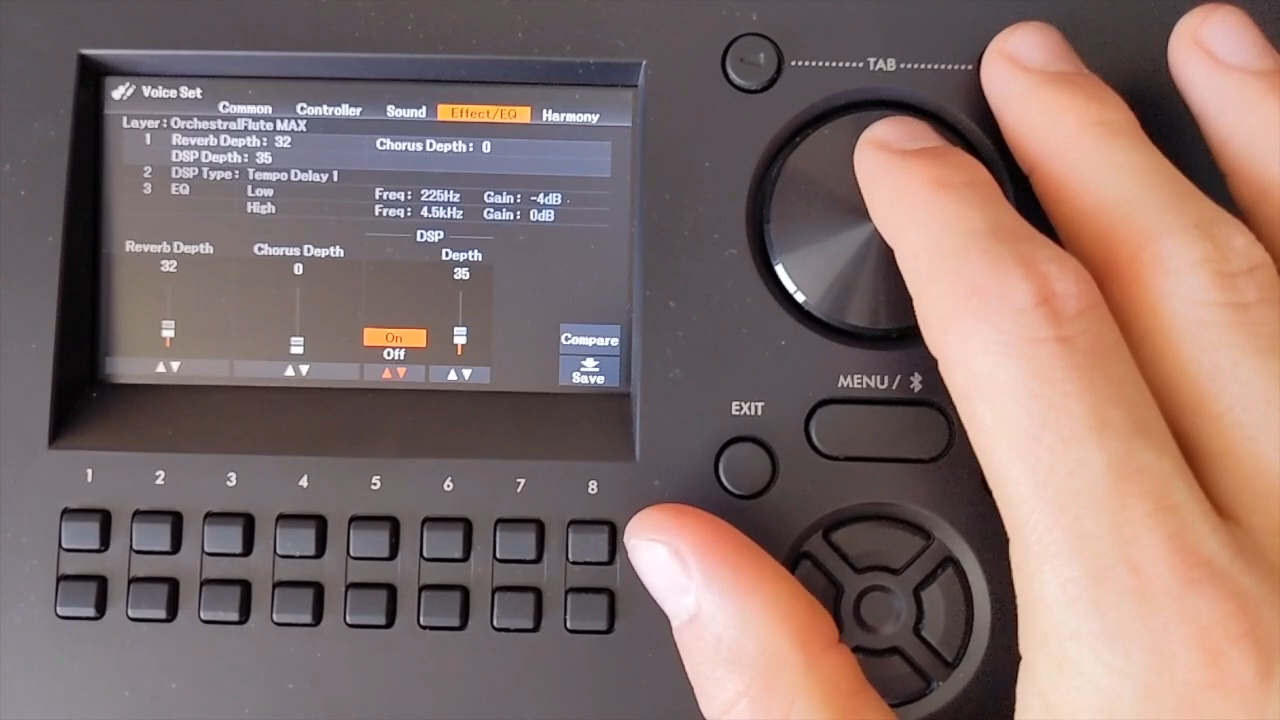 Voice Set
Common Controller Sound Effect/EQ Harmony
Layer: OrchestralFlute MAX
1 Reverb Depth: 32 Chorus Depth: 0
DSP Depth: 35
2 DSP Type: Tempo Delay 1
3 EQ Low Freq: 225Hz Gain: -4dB
High Freq: 4.5kHz Gain: 0dB
DSP
Reverb Depth Chorus Depth Depth
32 0 35
On
Off
Compare
Save
TAB
MENU /
EXIT
1 2 3 4 5 6 7 8